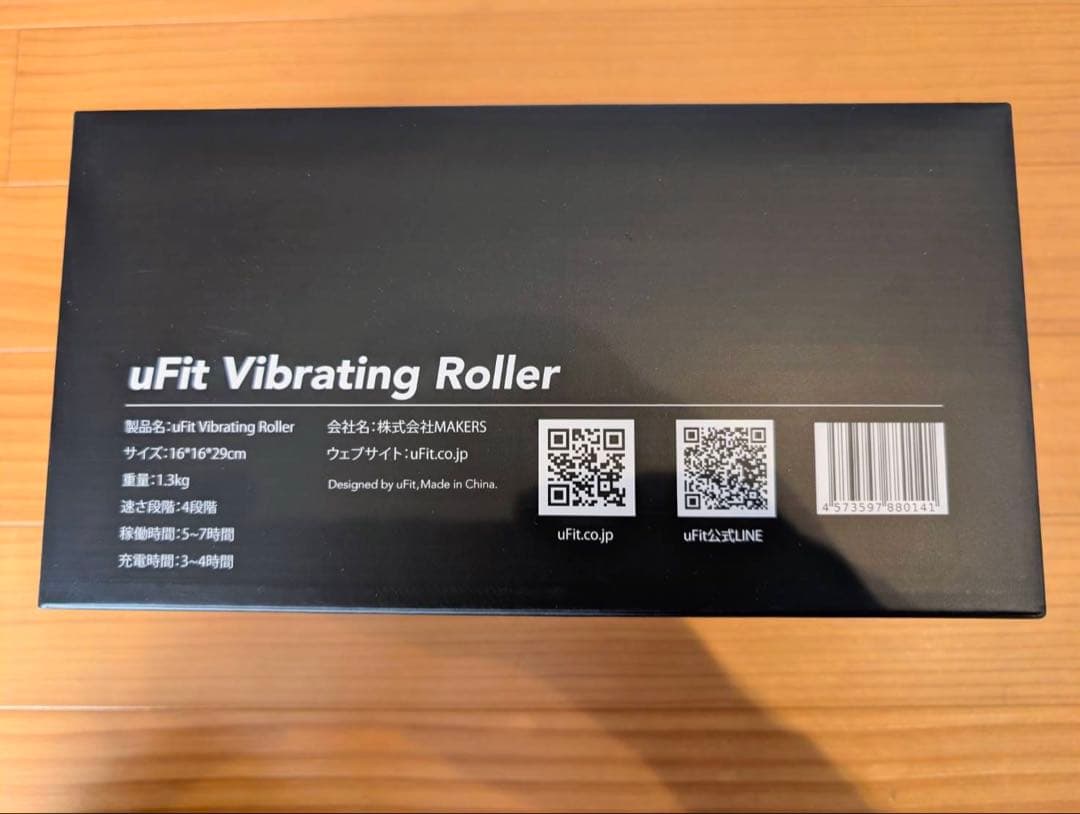 uFit Vibrating Roller
製品名:uFit Vibrating Roller
サイズ:16*16*29cm
重量:1.3kg
速さ段階:4段階
稼働時間:5~7時間
充電時間:3~4時間
会社名:株式会社MAKERS
ウェブサイト:uFit.co.jp
Designed by uFit,Made in China.
uFit.co.jp
uFit公式LINE
4 573597 880141